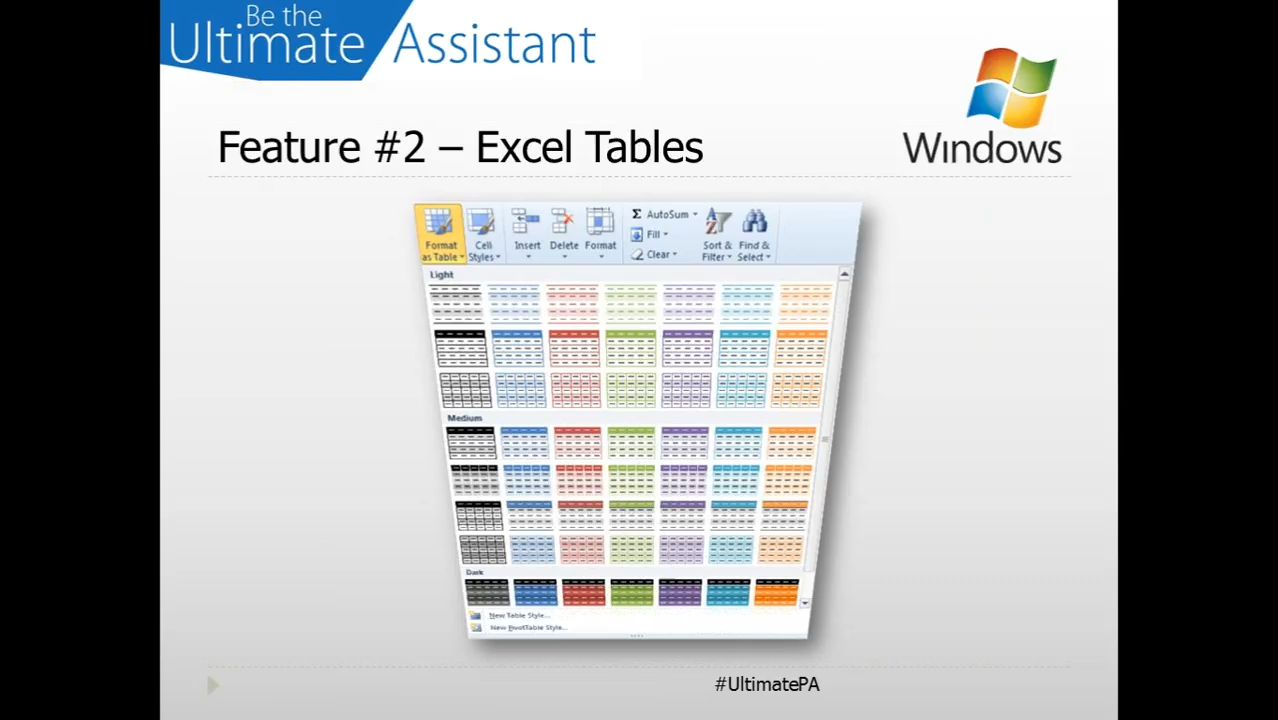 Be the
Ultimate Assistant
Windows
Feature #2 – Excel Tables
Format as Table
Cell Styles
Insert
Delete
Format
Σ AutoSum
Fill
Clear
Sort & Filter
Find & Select
Light
Medium
Dark
New Table Style...
New PivotTable Style...
#UltimatePA